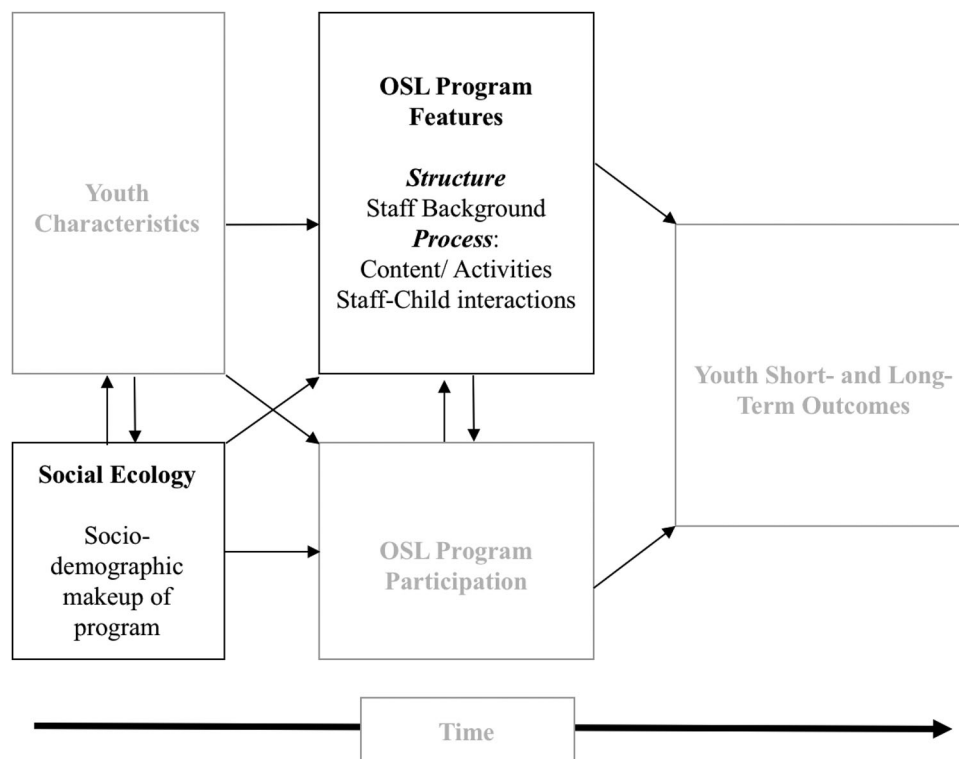 Youth
Characteristics
OSL Program
Features
Structure
Staff Background
Process:
Content/ Activities
Staff-Child interactions
Social Ecology
Socio-
demographic
makeup of
program
OSL Program
Participation
Youth Short- and Long-
Term Outcomes
Time